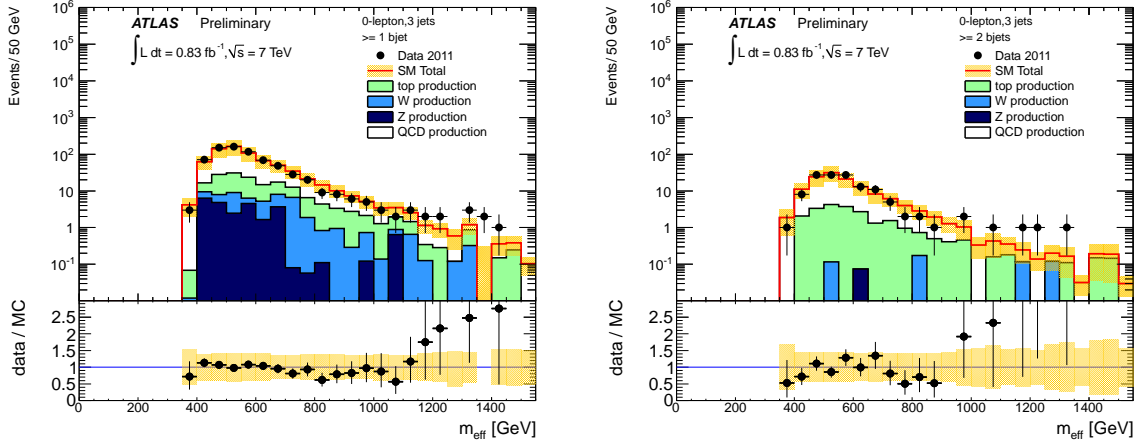 ATLAS Preliminary
∫ L dt = 0.83 fb⁻¹, √s = 7 TeV
0-lepton,3 jets
>= 1 bjet
Data 2011
SM Total
top production
W production
Z production
QCD production
Events/ 50 GeV
10⁶
10⁵
10⁴
10³
10²
10
1
10⁻¹
data / MC
2.5
2
1.5
1
0.5
0
0 200 400 600 800 1000 1200 1400
m_eff [GeV]
ATLAS Preliminary
∫ L dt = 0.83 fb⁻¹, √s = 7 TeV
0-lepton,3 jets
>= 2 bjets
Data 2011
SM Total
top production
W production
Z production
QCD production
Events/ 50 GeV
10⁶
10⁵
10⁴
10³
10²
10
1
10⁻¹
data / MC
2.5
2
1.5
1
0.5
0
0 200 400 600 800 1000 1200 1400
m_eff [GeV]